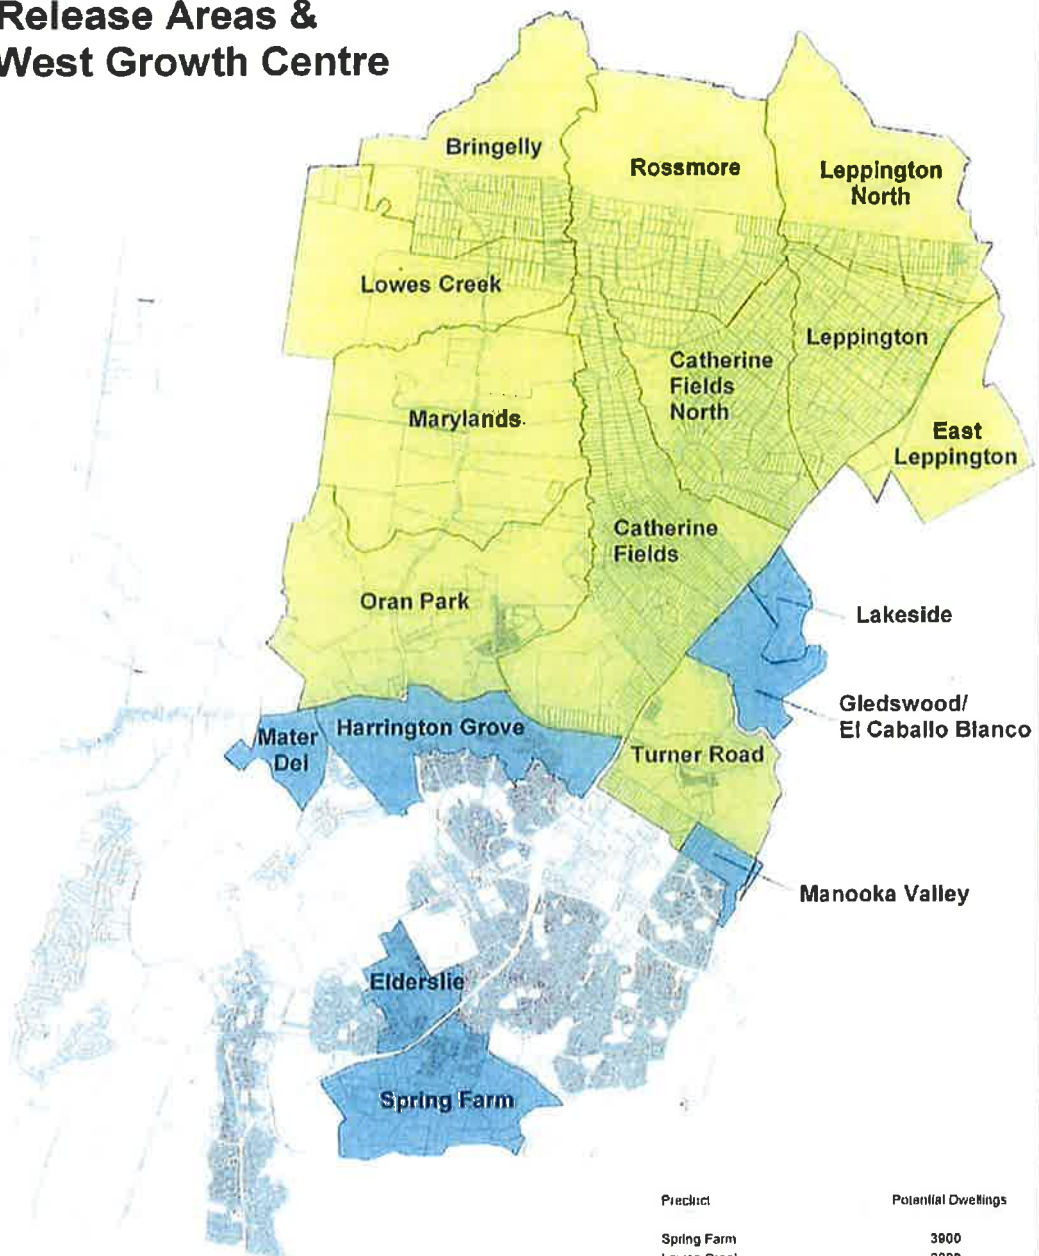 Release Areas &
West Growth Centre
Bringelly
Rossmore
Leppington
North
Lowes Creek
Leppington
Catherine
Fields
North
Marylands
East
Leppington
Catherine
Fields
Oran Park
Lakeside
Gledswood/
El Caballo Blanco
Harrington Grove
Mater
Dei
Turner Road
Manooka Valley
Elderslie
Spring Farm
Precinct Potential Dwellings
Spring Farm 3900